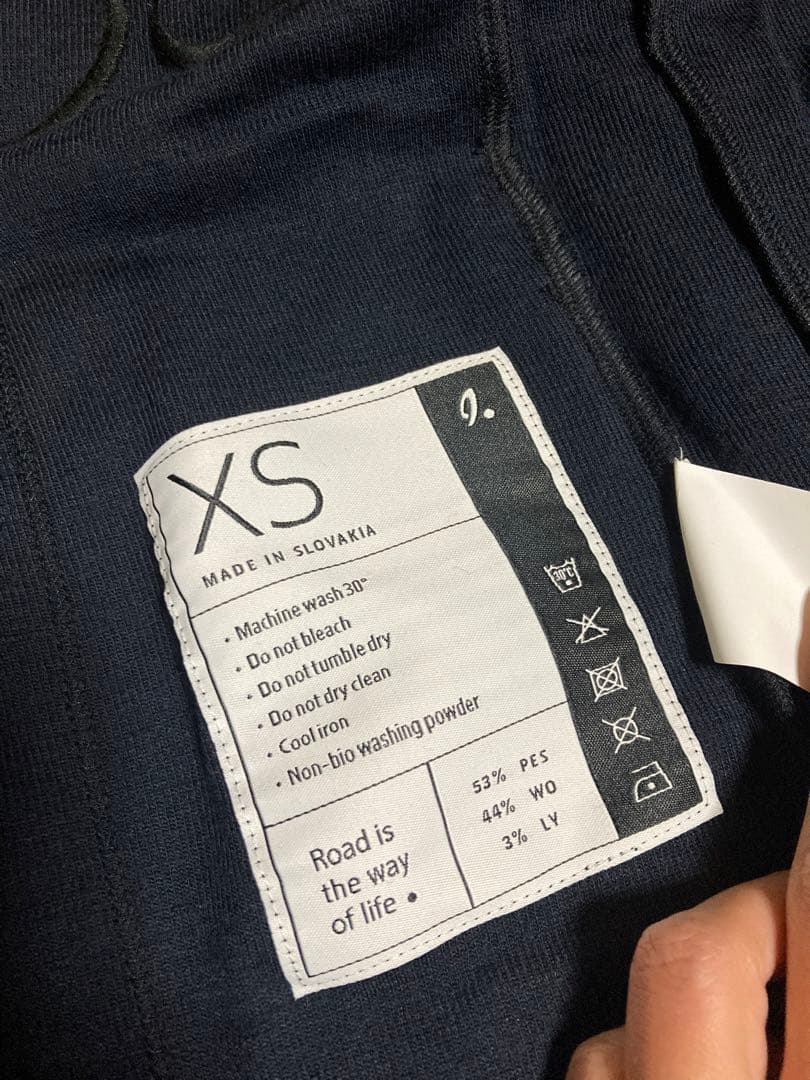 XS
MADE IN SLOVAKIA
• Machine wash 30°
• Do not bleach
• Do not tumble dry
• Do not dry clean
• Cool iron
• Non-bio washing powder
Road is
the way
of life •
53% PES
44% WO
3% LY
30°C